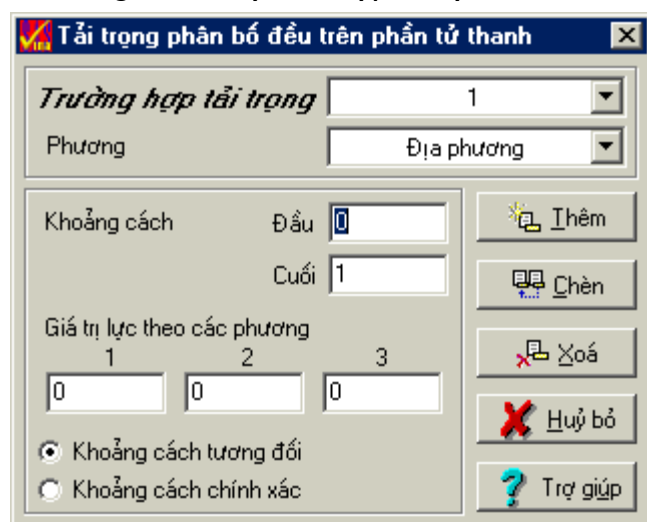 Tải trọng phân bố đều trên phần tử thanh
Trường hợp tải trọng 1
Phương Địa phương
Khoảng cách Đầu 0
Cuối 1
Giá trị lực theo các phương
1 2 3
0 0 0
Khoảng cách tương đối
Khoảng cách chính xác
Thêm
Chèn
Xoá
Huỷ bỏ
Trợ giúp